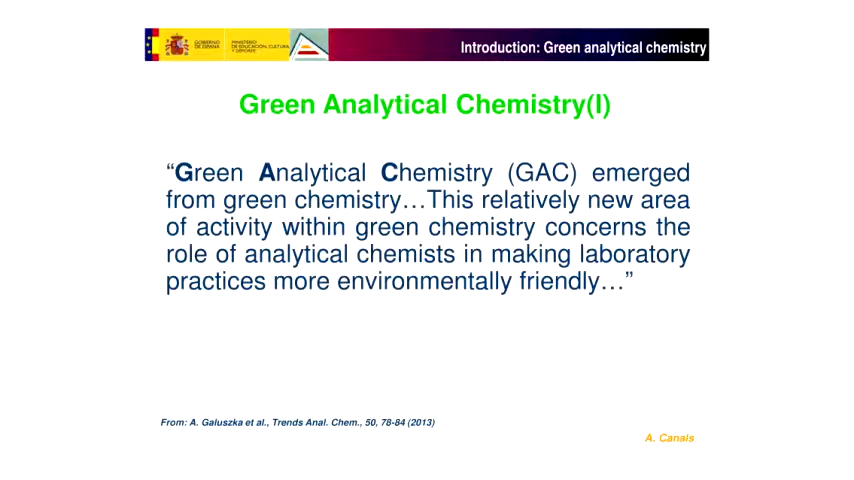 GOBIERNO
DE ESPAÑA
MINISTERIO
DE EDUCACIÓN, CULTURA
Y DEPORTE
Introduction: Green analytical chemistry
Green Analytical Chemistry(I)
“Green Analytical Chemistry (GAC) emerged
from green chemistry…This relatively new area
of activity within green chemistry concerns the
role of analytical chemists in making laboratory
practices more environmentally friendly…”
From: A. Galuszka et al., Trends Anal. Chem., 50, 78-84 (2013)
A. Canals